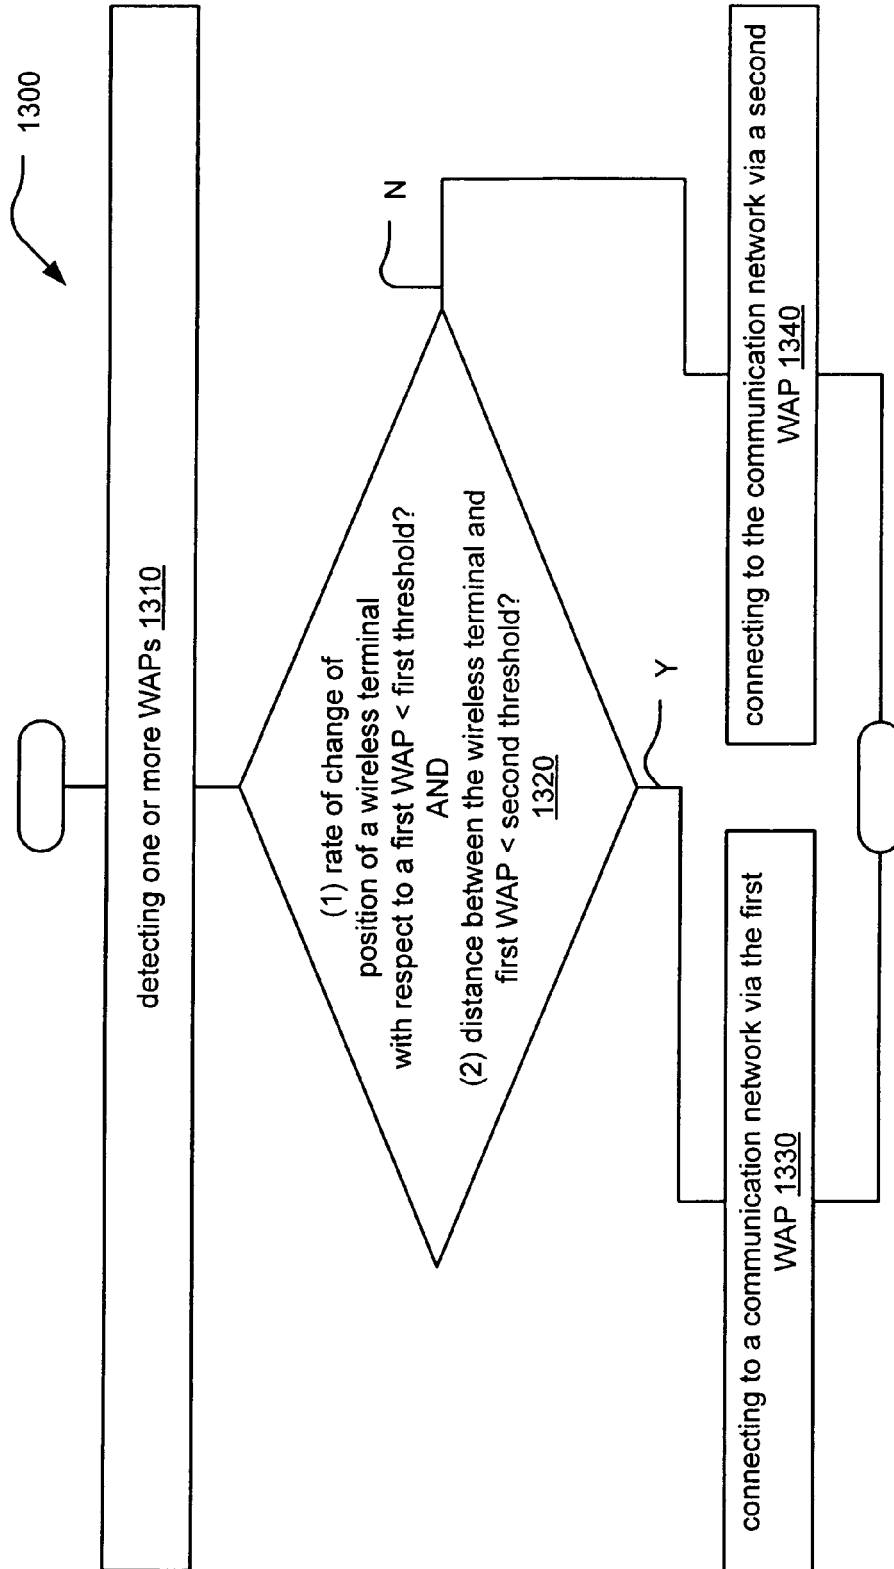 1300
detecting one or more WAPs 1310
(1) rate of change of
position of a wireless terminal
with respect to a first WAP < first threshold?
AND
(2) distance between the wireless terminal and
first WAP < second threshold?
1320
N
Y
connecting to a communication network via the first
WAP 1330
connecting to the communication network via a second
WAP 1340